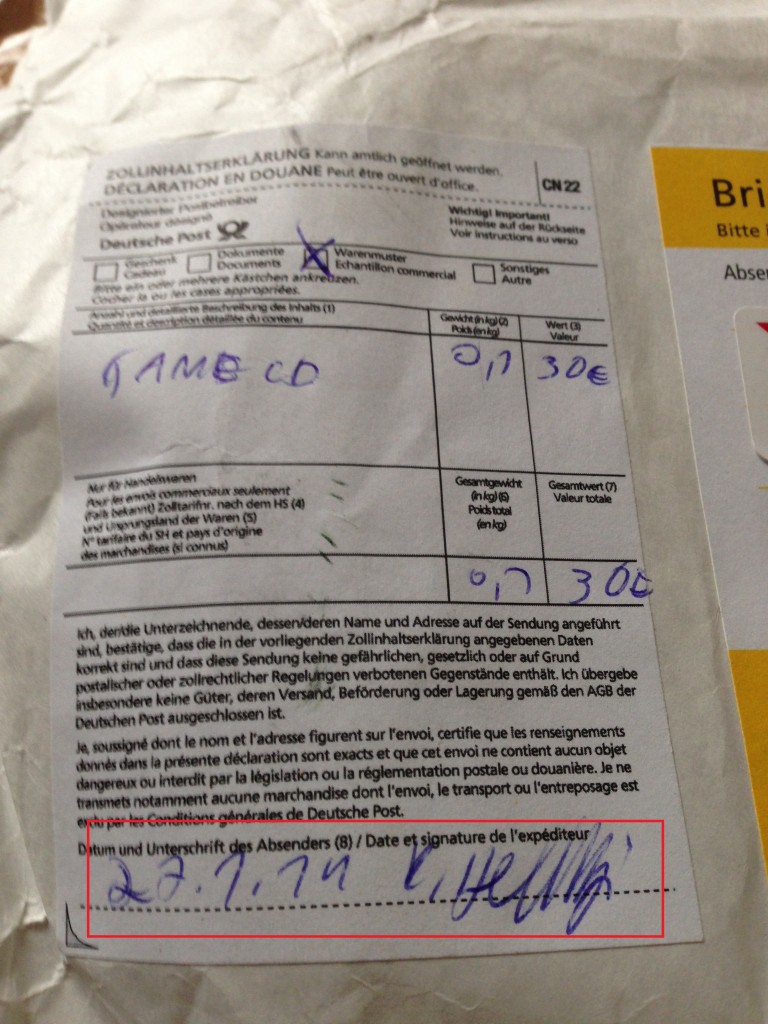 ZOLLINHALTSERKLÄRUNG Kann amtlich geöffnet werden.
DÉCLARATION EN DOUANE Peut être ouvert d'office.
CN 22
Designierter Postbetreiber
Opérateur désigné
Deutsche Post
Wichtig! Important!
Hinweise auf der Rückseite
Voir instructions au verso
Geschenk
Cadeau
Dokumente
Documents
Warenmuster
Echantillon commercial
Sonstiges
Autre
Bitte ein oder mehrere Kästchen ankreuzen.
Cocher la ou les cases appropriées.
Anzahl und detaillierte Beschreibung des Inhalts (1)
Quantité et description détaillée du contenu
Gewicht (in kg) (2)
Poids (en kg)
Wert (3)
Valeur
GAME CD
0,1
30€
Nur für Handelswaren
Pour les envois commerciaux seulement
(Falls bekannt) Zolltarifnr. nach dem HS (4)
und Ursprungsland der Waren (5)
N° tarifaire du SH et pays d'origine
des marchandises (si connus)
Gesamtgewicht
(in kg) (6)
Poids total
(en kg)
Gesamtwert (7)
Valeur totale
0,1
30€
Ich, der/die Unterzeichnende, dessen/deren Name und Adresse auf der Sendung angeführt
sind, bestätige, dass die in der vorliegenden Zollinhaltserklärung angegebenen Daten
korrekt sind und dass diese Sendung keine gefährlichen, gesetzlich oder auf Grund
postalischer oder zollrechtlicher Regelungen verbotenen Gegenstände enthält. Ich übergebe
insbesondere keine Güter, deren Versand, Beförderung oder Lagerung gemäß den AGB der
Deutschen Post ausgeschlossen ist.
Je, soussigné dont le nom et l'adresse figurent sur l'envoi, certifie que les renseignements
donnés dans la présente déclaration sont exacts et que cet envoi ne contient aucun objet
dangereux ou interdit par la législation ou la réglementation postale ou douanière. Je ne
transmets notamment aucune marchandise dont l'envoi, le transport ou l'entreposage est
exclu par les Conditions générales de Deutsche Post.
Datum und Unterschrift des Absenders (8) / Date et signature de l'expéditeur
27.1.14
Bri
Bitte
Abse